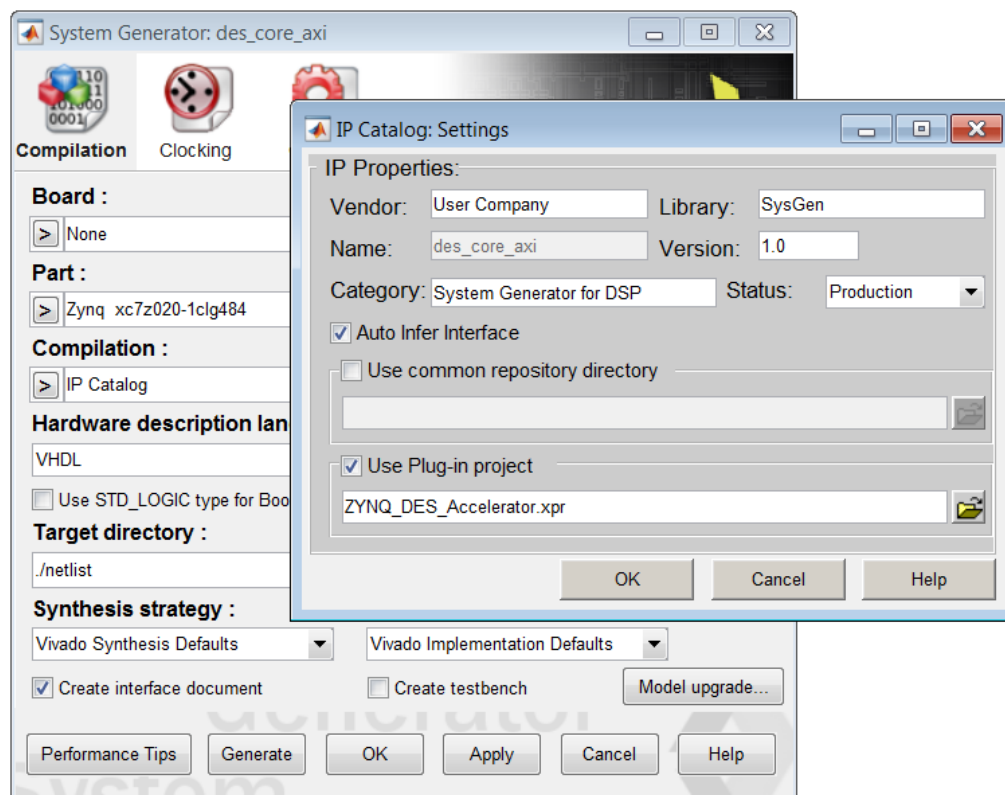 System Generator: des_core_axi
Compilation
Clocking
Board :
> None
Part :
> Zynq xc7z020-1clg484
Compilation :
> IP Catalog
Hardware description lan
VHDL
Use STD_LOGIC type for Boo
Target directory :
./netlist
Synthesis strategy :
Vivado Synthesis Defaults
Vivado Implementation Defaults
Create interface document
Create testbench
Model upgrade...
Performance Tips
Generate
OK
Apply
Cancel
Help
IP Catalog: Settings
IP Properties:
Vendor: User Company
Library: SysGen
Name: des_core_axi
Version: 1.0
Category: System Generator for DSP
Status: Production
Auto Infer Interface
Use common repository directory
Use Plug-in project
ZYNQ_DES_Accelerator.xpr
OK
Cancel
Help